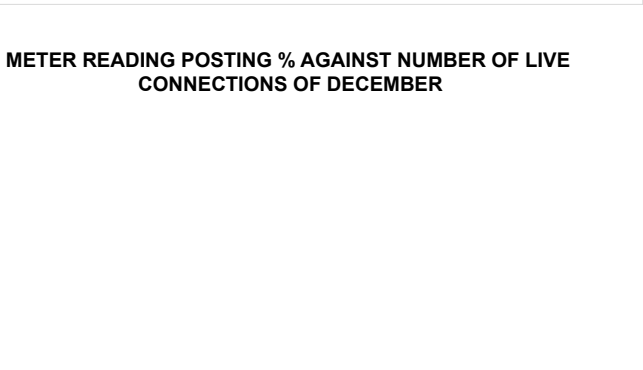 METER READING POSTING % AGAINST NUMBER OF LIVE
CONNECTIONS OF DECEMBER